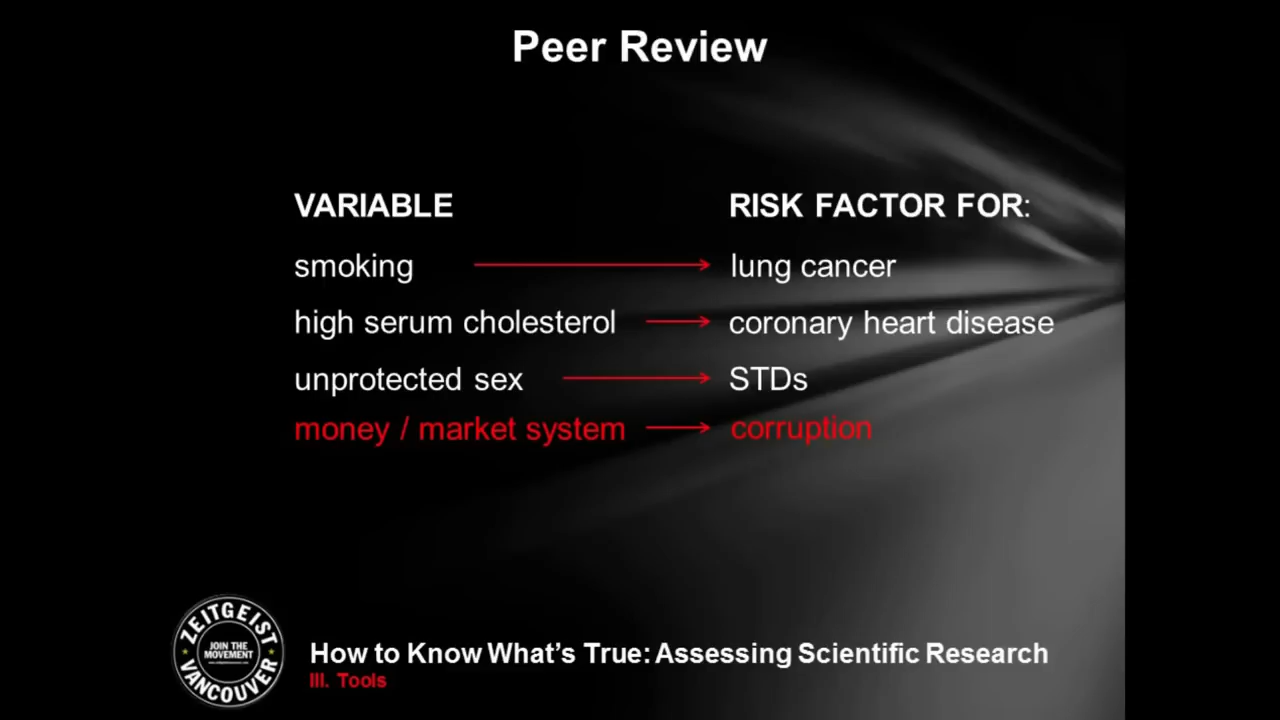 Peer Review
VARIABLE RISK FACTOR FOR:
smoking lung cancer
high serum cholesterol coronary heart disease
unprotected sex STDs
money / market system corruption
ZEITGEIST
JOIN THE
MOVEMENT
VANCOUVER
How to Know What's True: Assessing Scientific Research
III. Tools